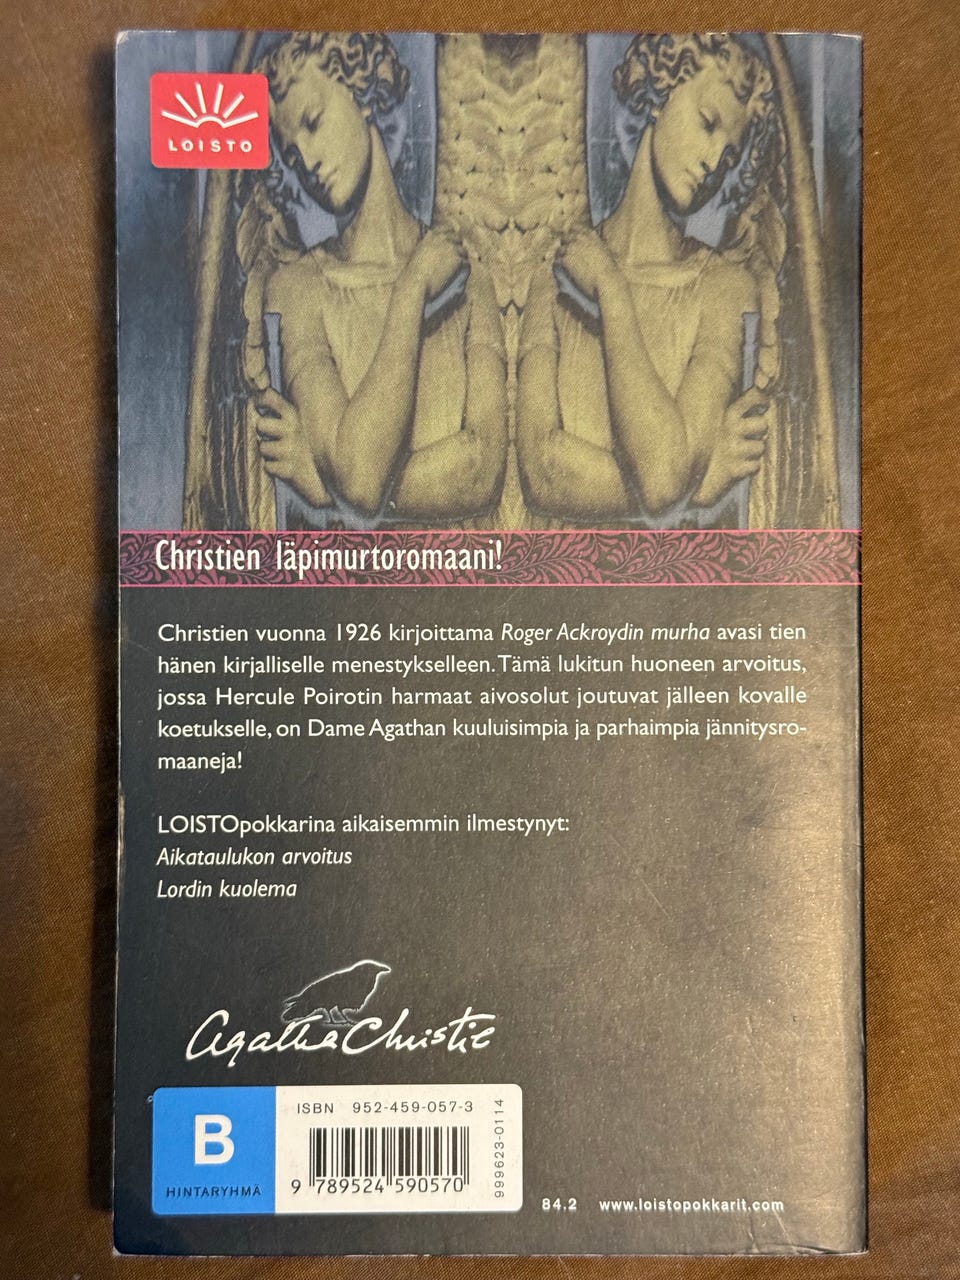 LOISTO
Christien läpimurtoromaani!
Christien vuonna 1926 kirjoittama Roger Ackroydin murha avasi tien
hänen kirjalliselle menestykselleen. Tämä lukitun huoneen arvoitus,
jossa Hercule Poirotin harmaat aivosolut joutuvat jälleen kovalle
koetukselle, on Dame Agathan kuuluisimpia ja parhaimpia jännitysro-
maaneja!
LOISTOpokkarina aikaisemmin ilmestynyt:
Aikataulukon arvoitus
Lordin kuolema
Agatha Christie
B
HINTARYHMÄ
ISBN 952-459-057-3
9 789524 590570
999623-0114
84.2 www.loistopokkarit.com